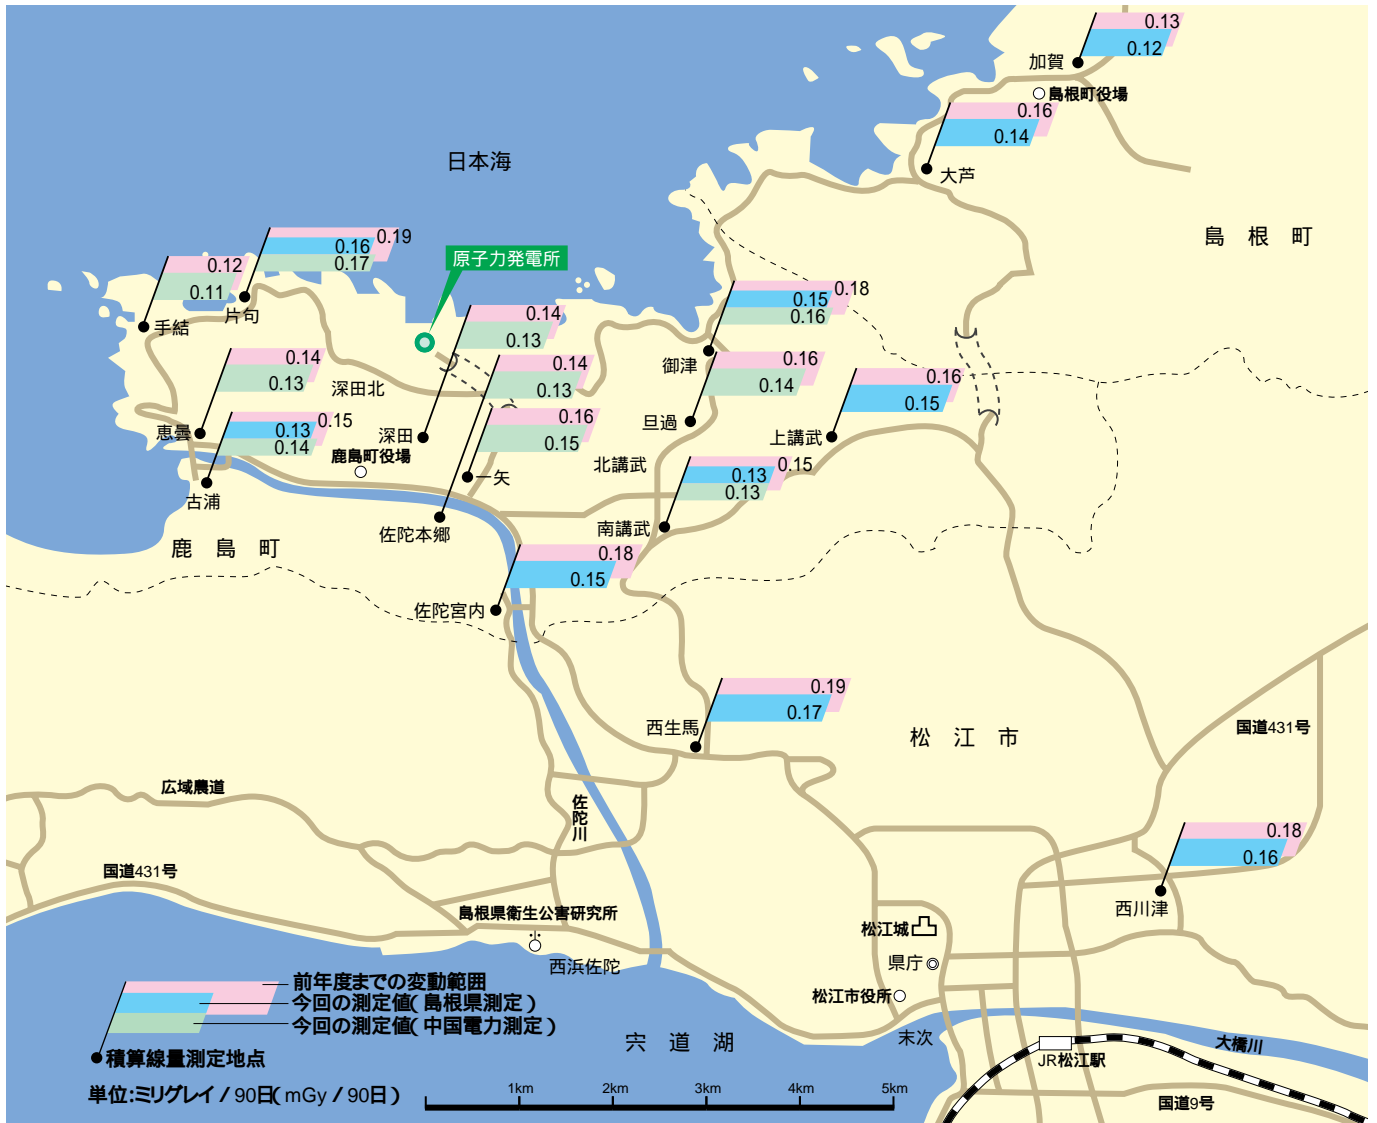 0.13
0.12
加賀
島根町役場
0.16
0.14
大芦
日本海
島 根 町
0.19
0.16
0.17
片句
0.12
0.11
手結
原子力発電所
0.14
0.13
深田
0.14
0.13
佐陀本郷
0.16
0.15
一矢
0.18
0.15
0.16
御津
0.16
0.14
旦過
0.16
0.15
上講武
0.14
0.13
恵曇
深田北
0.15
0.13
0.14
古浦
鹿島町役場
北講武
0.15
0.13
0.13
南講武
鹿 島 町
0.18
0.15
佐陀宮内
0.19
0.17
西生馬
松 江 市
国道431号
広域農道
佐陀川
0.18
0.16
西川津
国道431号
島根県衛生公害研究所
西浜佐陀
松江城
県庁
松江市役所
末次
宍 道 湖
大橋川
JR松江駅
国道9号
前年度までの変動範囲
今回の測定値(島根県測定)
今回の測定値(中国電力測定)
積算線量測定地点
単位:ミリグレイ/90日(mGy/90日)
1km 2km 3km 4km 5km